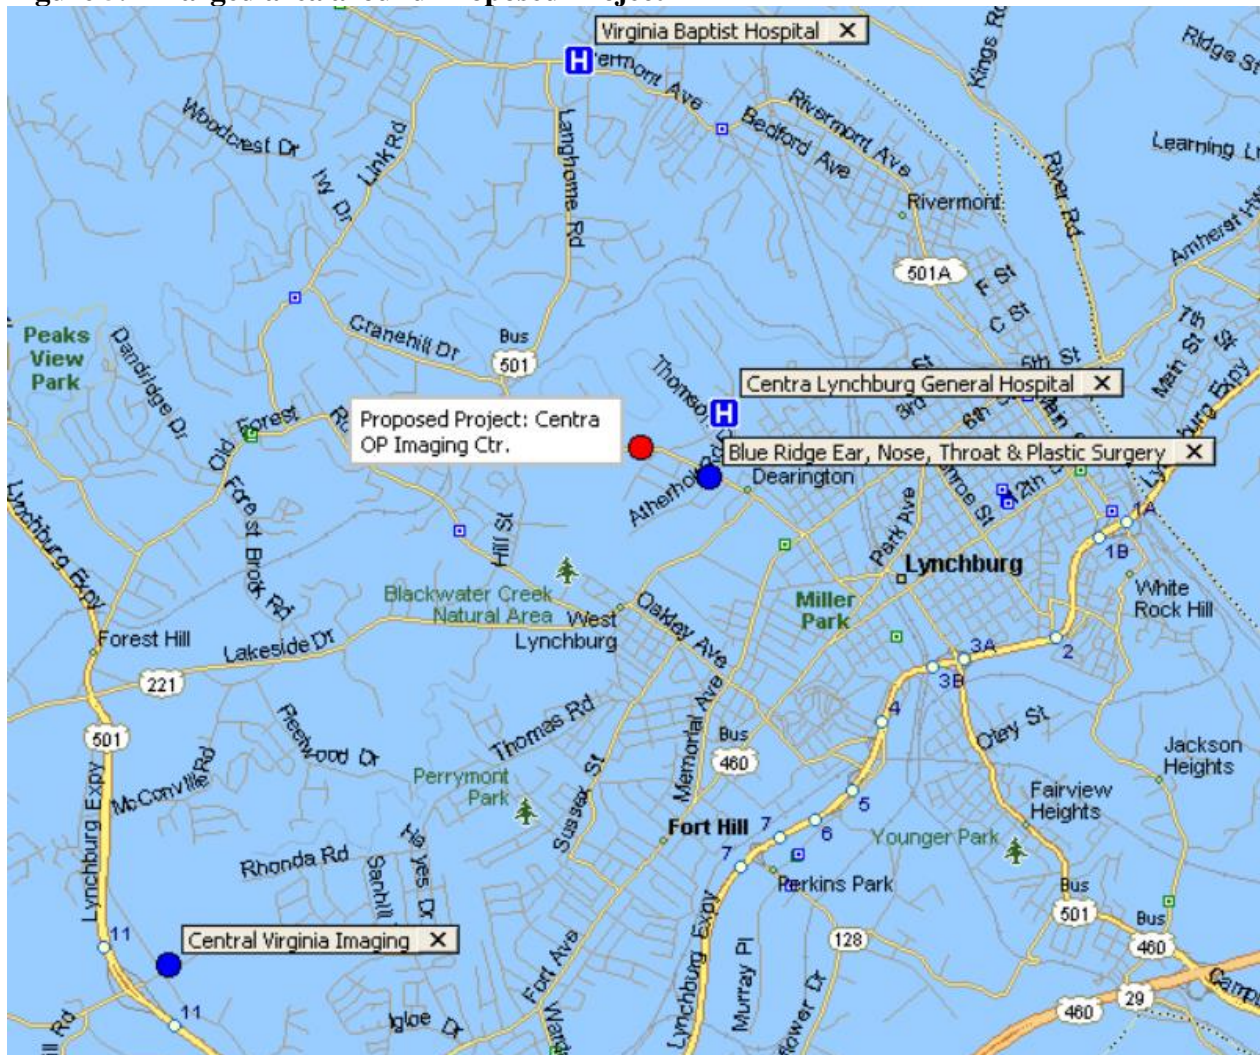 Virginia Baptist Hospital X
H
ermont Ave
Kings Rd
Ridge St
Woodcrest Dr
Link Rd
Langhorne Rd
Rivermont Ave
Bedford Ave
Learning
River Rd
Ivy Dr
Rivermont
Amherst
501A
F St
C St
7th St
Peaks
View
Park
Dandridge Dr
Cranehill Dr
Bus
501
5th St
Main St
Expy
Thomson
Centra Lynchburg General Hospital X
H
3rd St
6th St
Old Forest
Proposed Project: Centra
OP Imaging Ctr.
Blue Ridge Ear, Nose, Throat & Plastic Surgery X
Dearington
12th
Lynchburg Expy
Forest Brook Rd
Hill St
Park Ave
1A
1B
Lynchburg
Blackwater Creek
Natural Area
West
Lynchburg
Oakley Ave
Miller
Park
White
Rock Hill
Forest Hill
Lakeside Dr
221
3A
3B
2
501
Fleetwood Dr
Thomas Rd
Memorial Ave
4
Bus
460
Otey St
Jackson
Heights
McConville Rd
Perrymont
Park
Sussex St
5
Fairview
Heights
Lynchburg Expy
Fort Hill
7
7
6
Younger Park
Rhonda Rd
Hayes Dr
Perkins Park
Bus
501
Bus
460
11
Central Virginia Imaging X
Fort Ave
Lynchburg Expy
Murray Pl
128
11
Igloe Dr
29
460